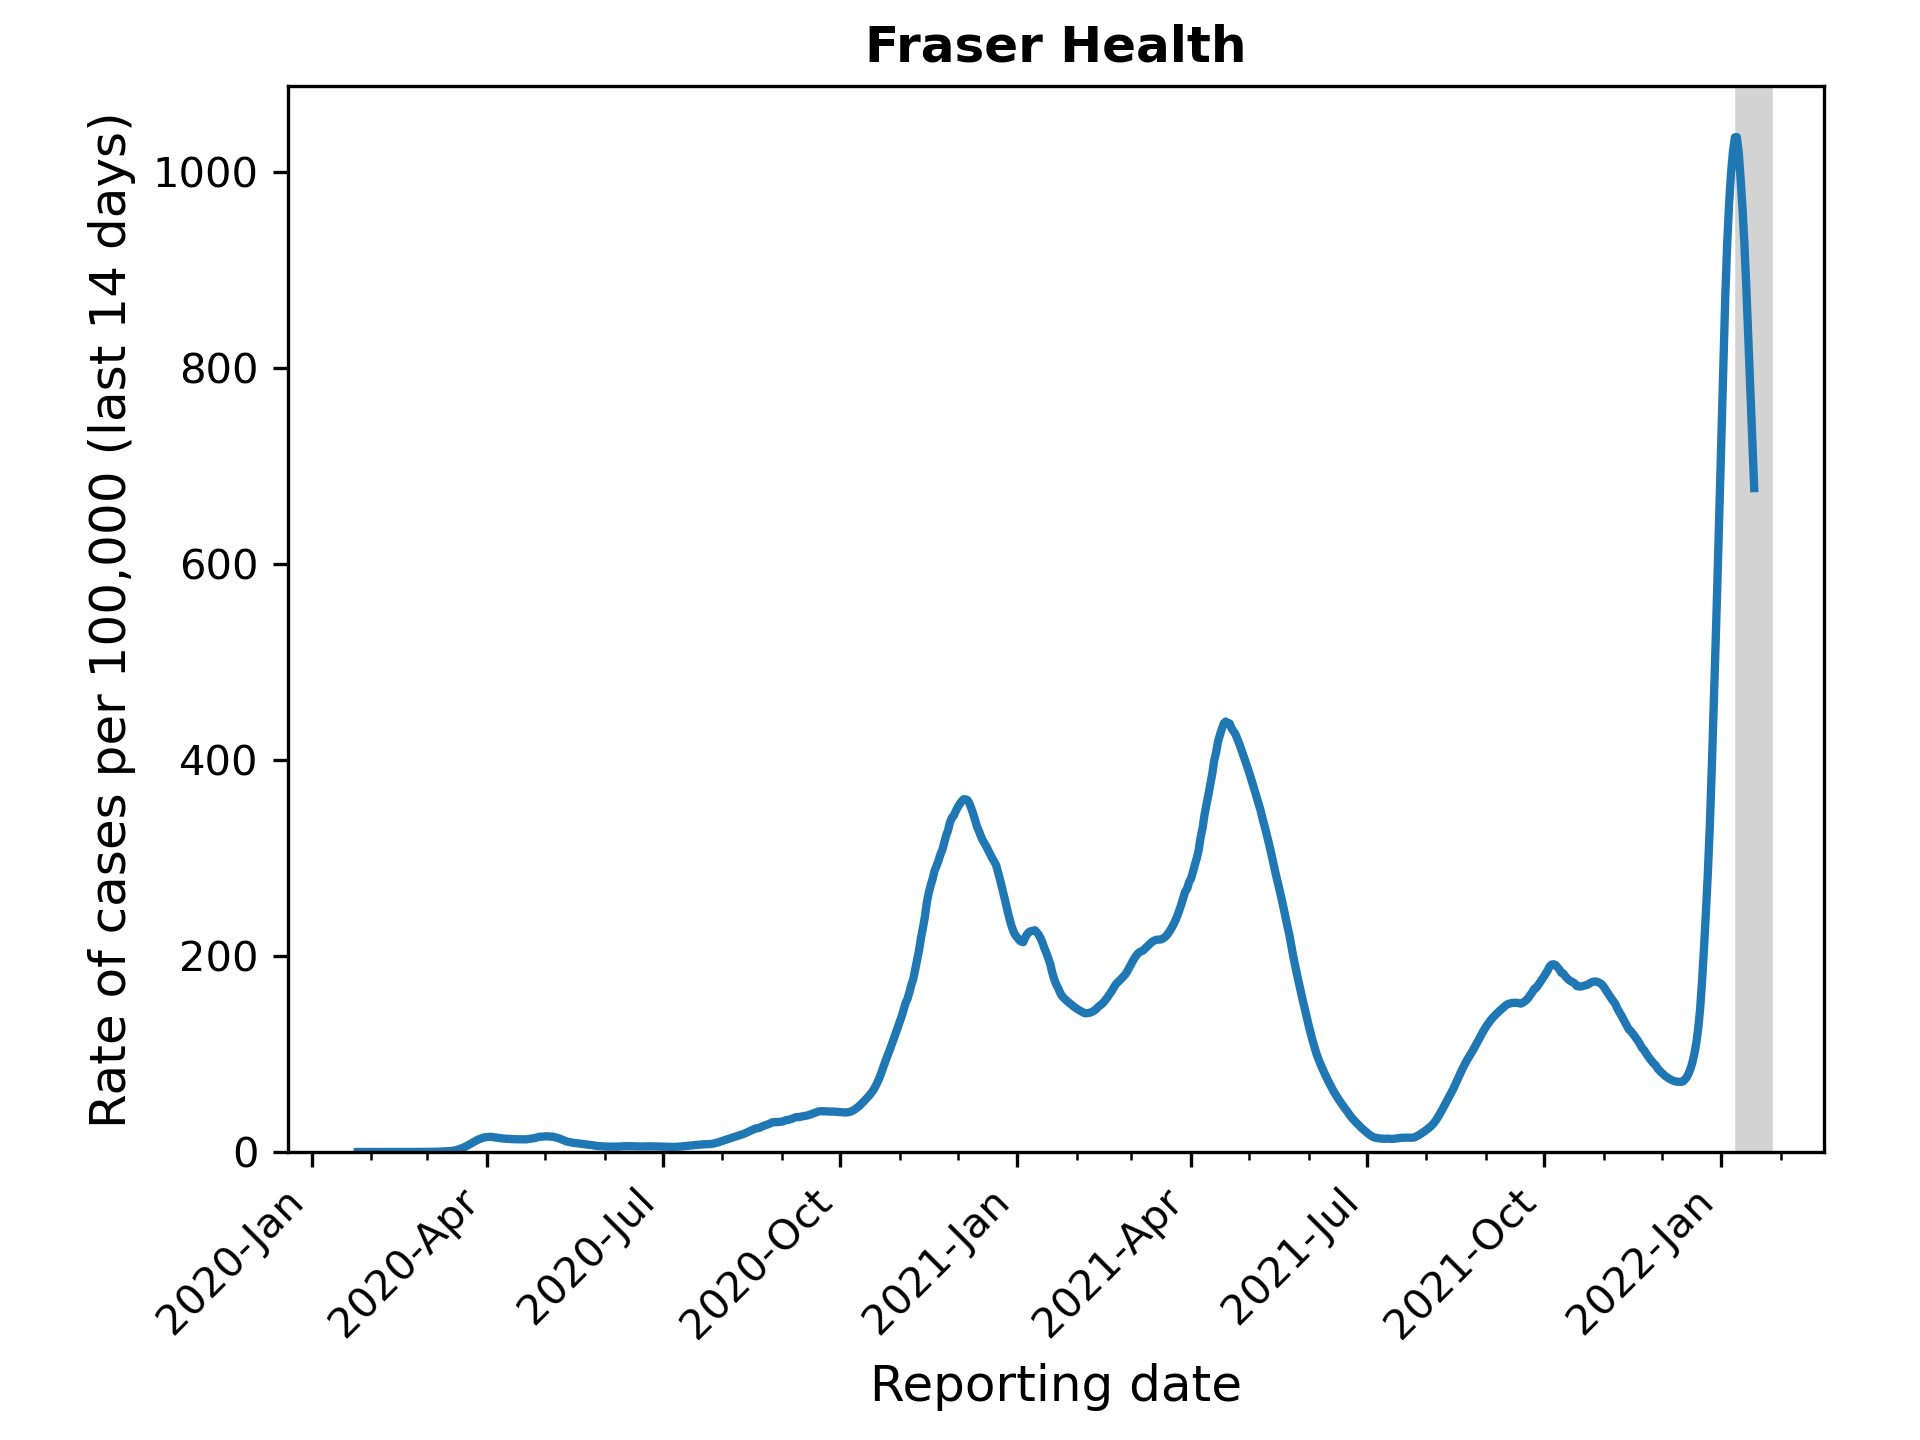 Fraser Health
Rate of cases per 100,000 (last 14 days)
1000
800
600
400
200
0
2020-Jan
2020-Apr
2020-Jul
2020-Oct
2021-Jan
2021-Apr
2021-Jul
2021-Oct
2022-Jan
Reporting date